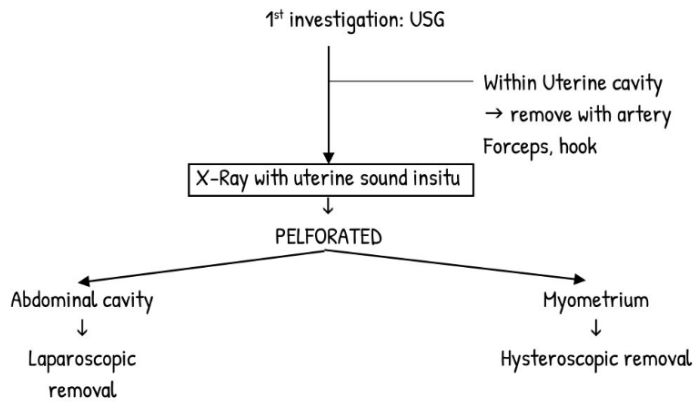 1st investigation: USG
Within Uterine cavity
→ remove with artery
Forceps, hook
X-Ray with uterine sound insitu
↓
PELFORATED
Abdominal cavity
↓
Laparoscopic
removal
Myometrium
↓
Hysteroscopic removal